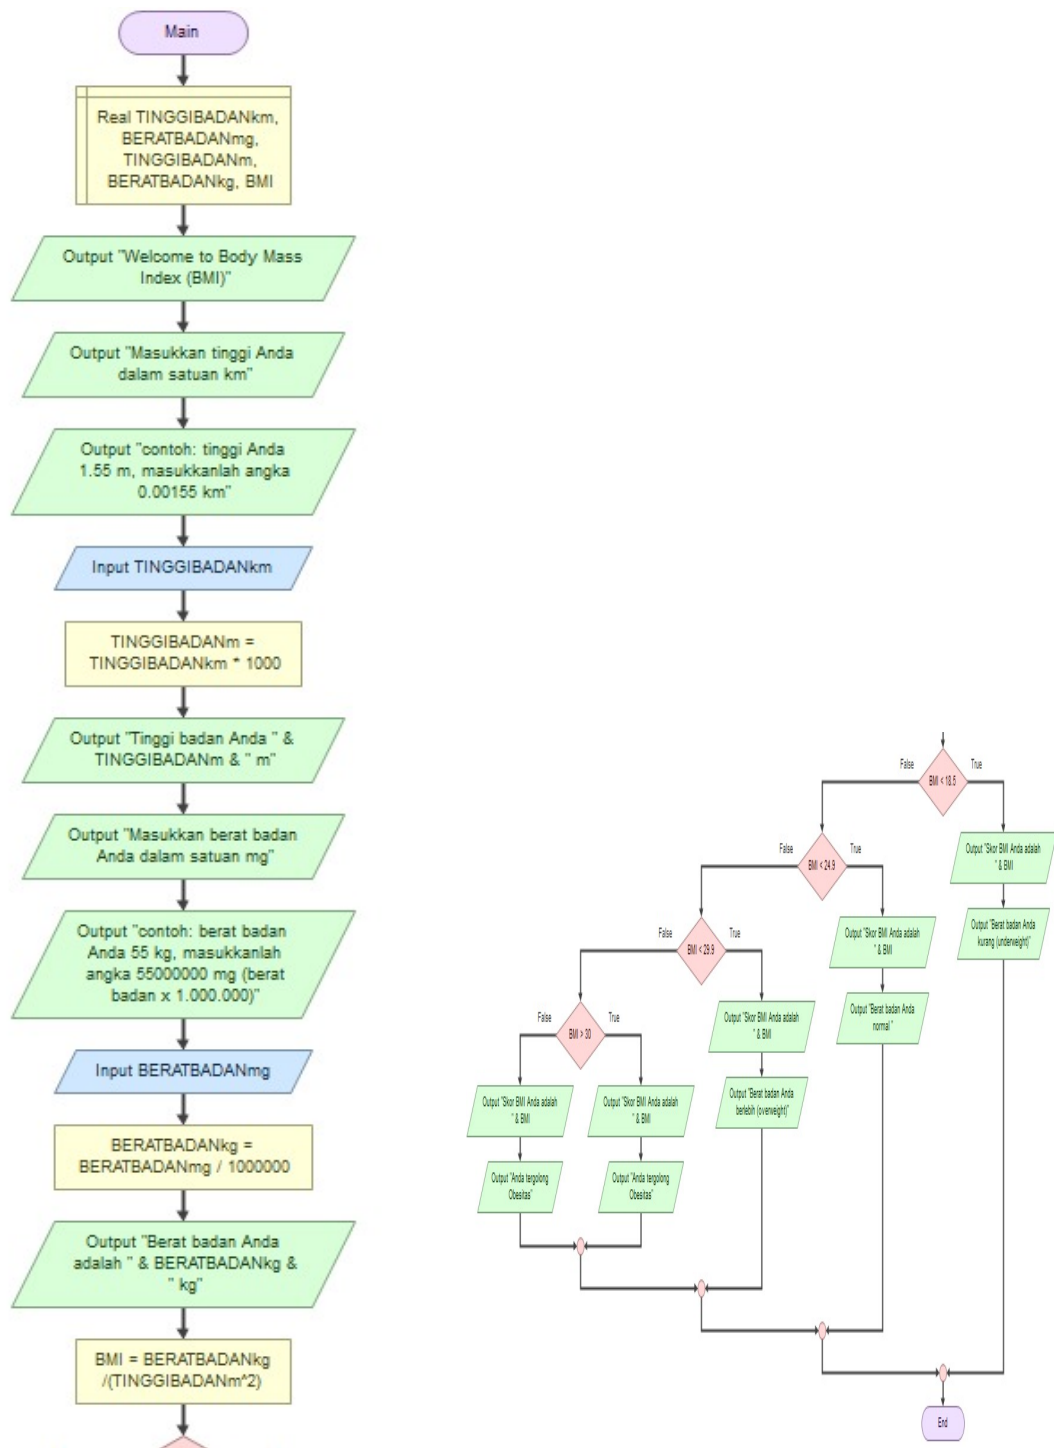 Main
Real TINGGIBADANkm,
BERATBADANmg,
TINGGIBADANm,
BERATBADANkg, BMI
Output "Welcome to Body Mass
Index (BMI)"
Output "Masukkan tinggi Anda
dalam satuan km"
Output "contoh: tinggi Anda
1.55 m, masukkanlah angka
0.00155 km"
Input TINGGIBADANkm
TINGGIBADANm =
TINGGIBADANkm * 1000
Output "Tinggi badan Anda " &
TINGGIBADANm & " m"
Output "Masukkan berat badan
Anda dalam satuan mg"
Output "contoh: berat badan
Anda 55 kg, masukkanlah
angka 55000000 mg (berat
badan x 1.000.000)"
Input BERATBADANmg
BERATBADANkg =
BERATBADANmg / 1000000
Output "Berat badan Anda
adalah " & BERATBADANkg &
" kg"
BMI = BERATBADANkg
/(TINGGIBADANm^2)
False
True
BMI < 18.5
Output "Skor BMI Anda adalah
" & BMI
Output "Berat badan Anda
kurang (underweight)"
False
True
BMI < 24.9
Output "Skor BMI Anda adalah
" & BMI
Output "Berat badan Anda
normal "
False
True
BMI < 29.9
Output "Skor BMI Anda adalah
" & BMI
Output "Berat badan Anda
berlebih (overweight)"
False
True
BMI > 30
Output "Skor BMI Anda adalah
" & BMI
Output "Anda tergolong
Obesitas"
Output "Skor BMI Anda adalah
" & BMI
Output "Anda tergolong
Obesitas"
End